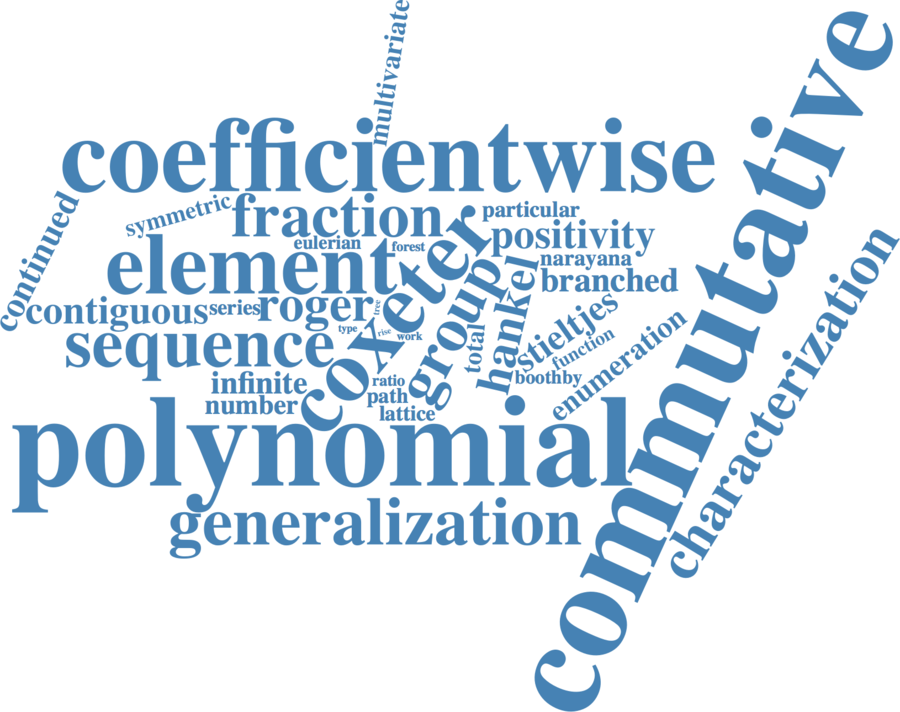 multivariate
commutative
coefficientwise
continued
symmetric
fraction
particular
eulerian
forest
positivity
element
coxeter
narayana
branched
contiguous
series
roger
tree
type
rise
work
group
hankel
total
stieltjes
function
sequence
infinite
ratio
boothby
enumeration
characterization
number
path
lattice
polynomial
generalization